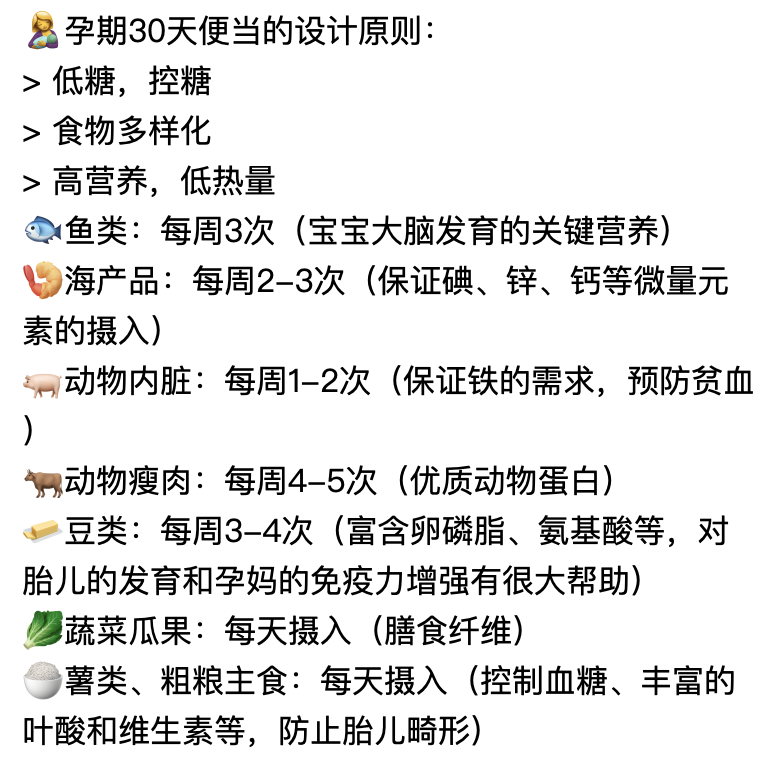 🤱孕期30天便当的设计原则：
> 低糖，控糖
> 食物多样化
> 高营养，低热量
🐟鱼类：每周3次（宝宝大脑发育的关键营养）
🦐海产品：每周2-3次（保证碘、锌、钙等微量元
素的摄入）
🐖动物内脏：每周1-2次（保证铁的需求，预防贫血
）
🐂动物瘦肉：每周4-5次（优质动物蛋白）
🧈豆类：每周3-4次（富含卵磷脂、氨基酸等，对
胎儿的发育和孕妈的免疫力增强有很大帮助）
🥬蔬菜瓜果：每天摄入（膳食纤维）
🍚薯类、粗粮主食：每天摄入（控制血糖、丰富的
叶酸和维生素等，防止胎儿畸形）